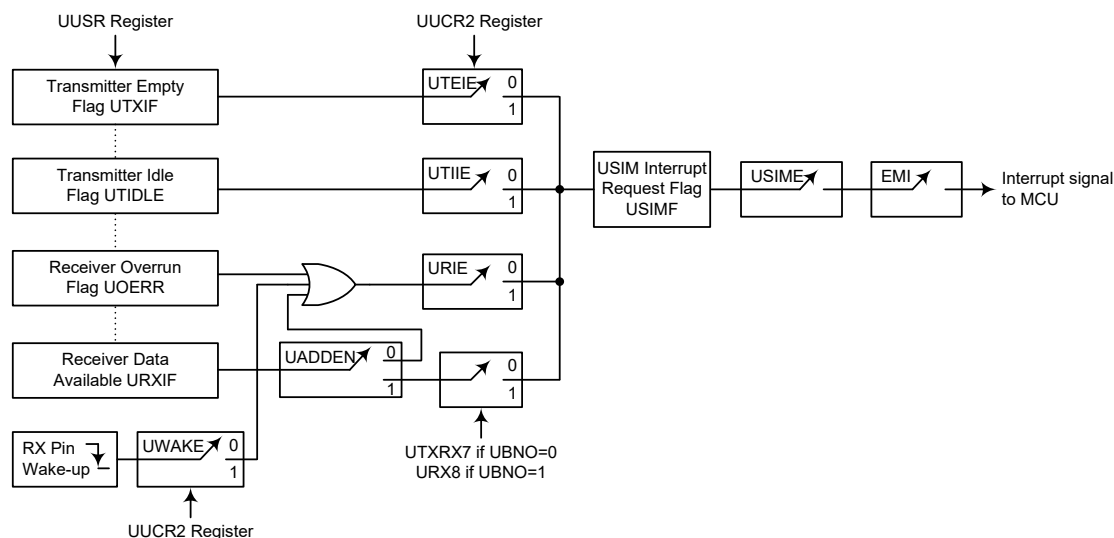 UUSR Register
UUCR2 Register
Transmitter Empty
Flag UTXIF
UTEIE
0
1
Transmitter Idle
Flag UTIDLE
UTIIE
0
1
USIM Interrupt
Request Flag
USIMF
USIME
EMI
Interrupt signal
to MCU
Receiver Overrun
Flag UOERR
URIE
0
1
Receiver Data
Available URXIF
UADDEN
0
1
0
1
RX Pin
Wake-up
UWAKE
0
1
UTXRX7 if UBNO=0
URX8 if UBNO=1
UUCR2 Register